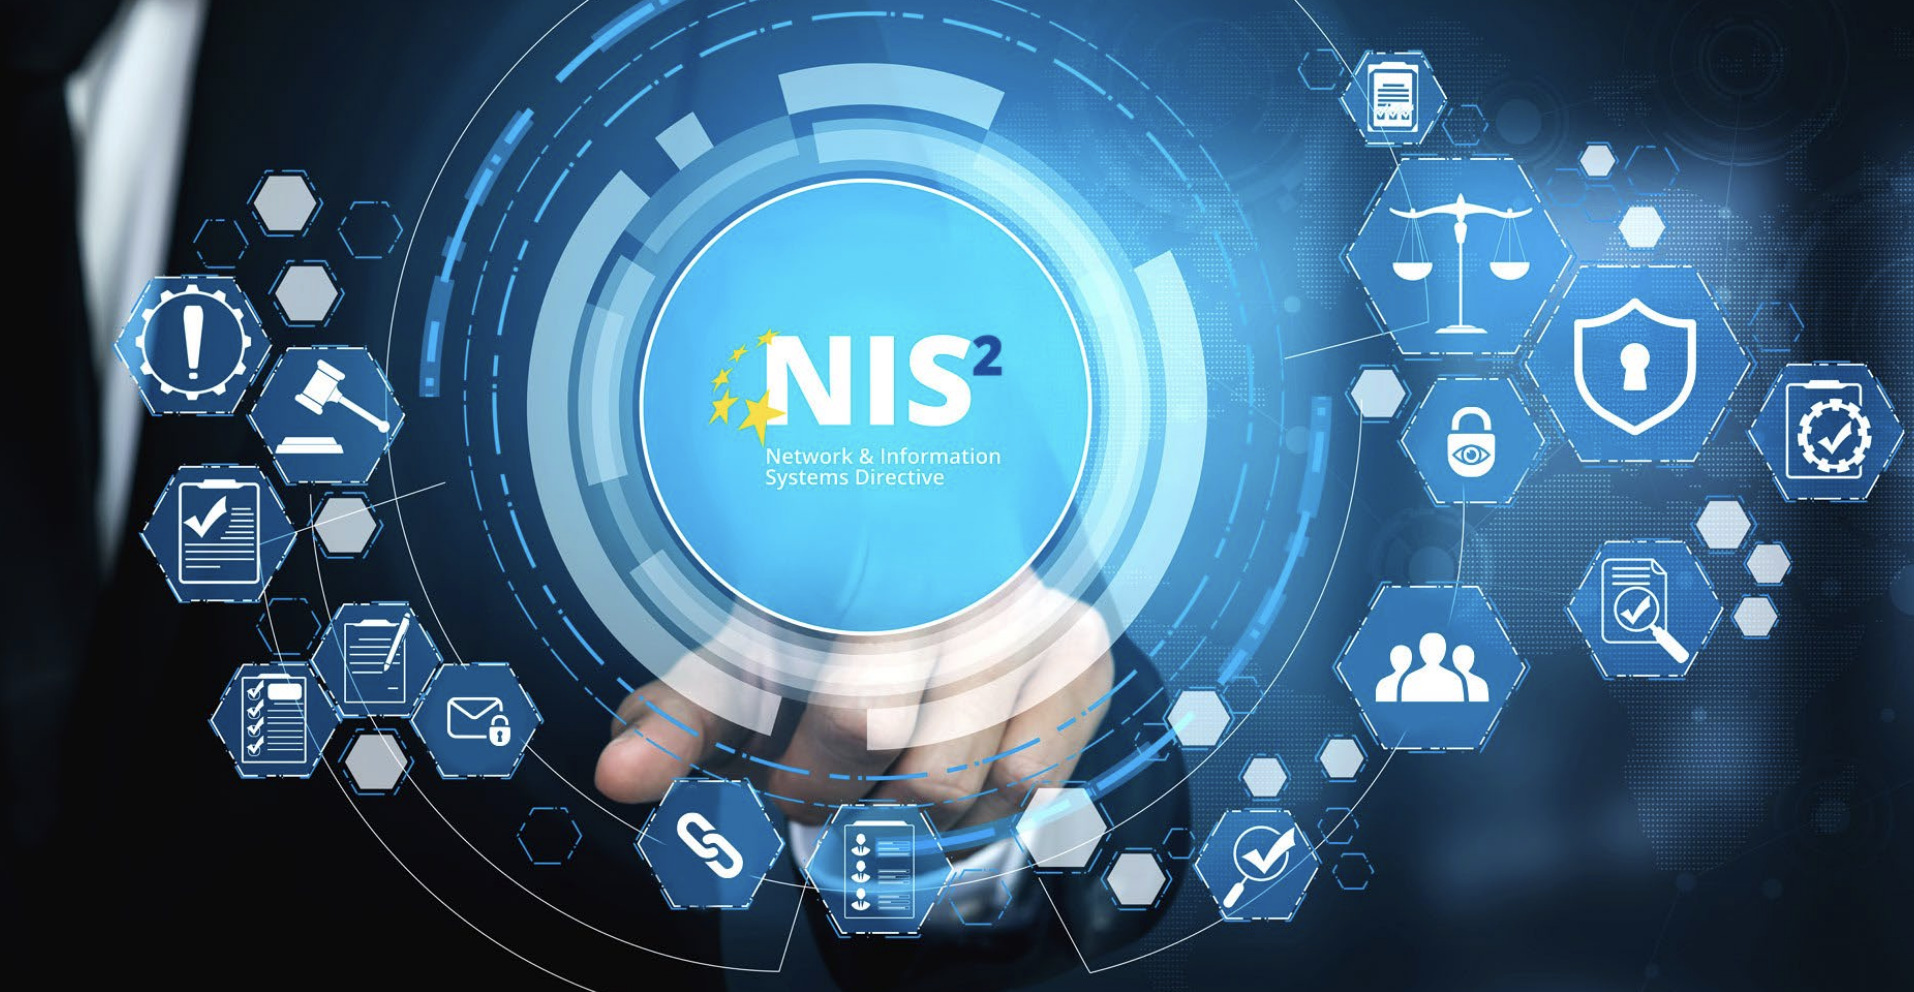 NIS²
Network & Information
Systems Directive